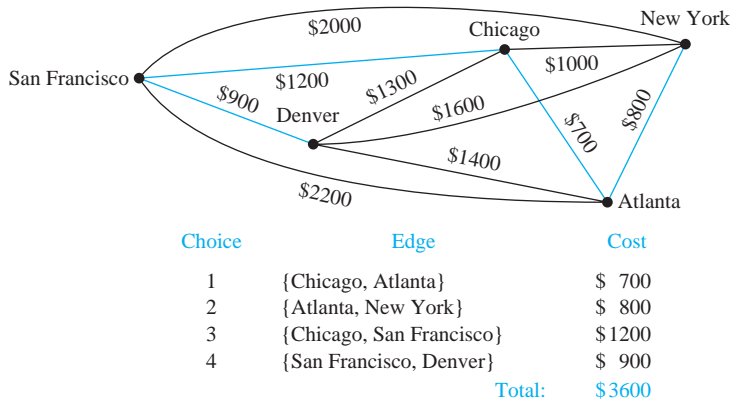 $2000
New York
Chicago
San Francisco
$1200
$1300
$1000
$900
Denver
$1600
$700
$800
$1400
$2200
Atlanta
Choice Edge Cost
1 {Chicago, Atlanta} $ 700
2 {Atlanta, New York} $ 800
3 {Chicago, San Francisco} $1200
4 {San Francisco, Denver} $ 900
Total: $3600